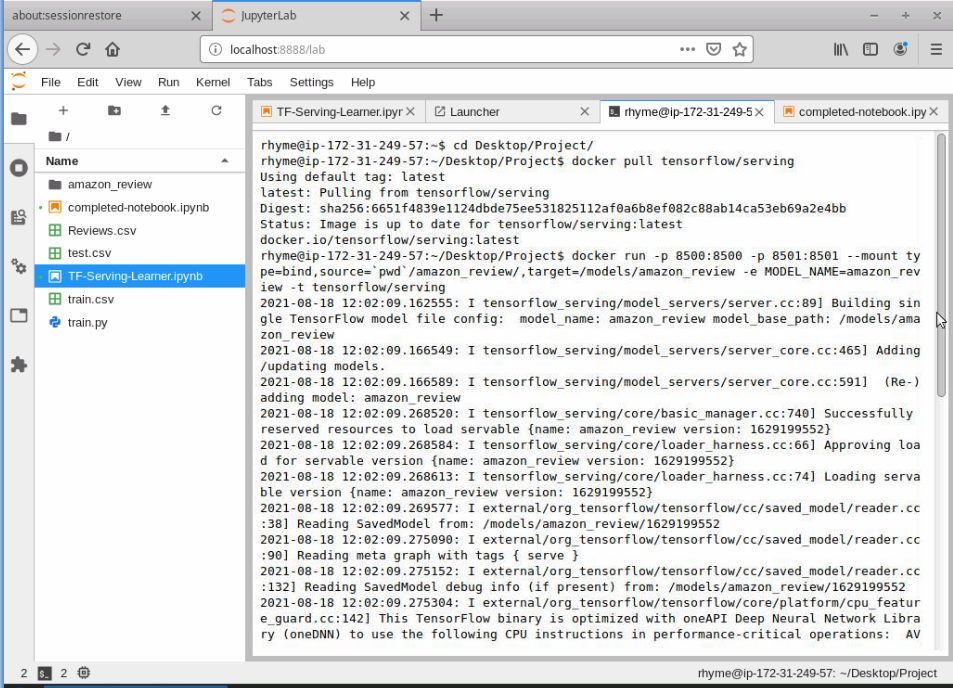 about:sessionrestore
JupyterLab
localhost:8888/lab
File Edit View Run Kernel Tabs Settings Help
/
Name
amazon_review
completed-notebook.ipynb
Reviews.csv
test.csv
TF-Serving-Learner.ipynb
train.csv
train.py
TF-Serving-Learner.ipyr
Launcher
rhyme@ip-172-31-249-5
completed-notebook.ipy
rhyme@ip-172-31-249-57:~$ cd Desktop/Project/
rhyme@ip-172-31-249-57:~/Desktop/Project$ docker pull tensorflow/serving
Using default tag: latest
latest: Pulling from tensorflow/serving
Digest: sha256:6651f4839e1124dbde75ee531825112af0a6b8ef082c88ab14ca53eb69a2e4bb
Status: Image is up to date for tensorflow/serving:latest
docker.io/tensorflow/serving:latest
rhyme@ip-172-31-249-57:~/Desktop/Project$ docker run -p 8500:8500 -p 8501:8501 --mount ty
pe=bind,source=`pwd`/amazon_review/,target=/models/amazon_review -e MODEL_NAME=amazon_rev
iew -t tensorflow/serving
2021-08-18 12:02:09.162555: I tensorflow_serving/model_servers/server.cc:89] Building sin
gle TensorFlow model file config:  model_name: amazon_review model_base_path: /models/ama
zon_review
2021-08-18 12:02:09.166549: I tensorflow_serving/model_servers/server_core.cc:465] Adding
/updating models.
2021-08-18 12:02:09.166589: I tensorflow_serving/model_servers/server_core.cc:591]  (Re-)
adding model: amazon_review
2021-08-18 12:02:09.268520: I tensorflow_serving/core/basic_manager.cc:740] Successfully
reserved resources to load servable {name: amazon_review version: 1629199552}
2021-08-18 12:02:09.268584: I tensorflow_serving/core/loader_harness.cc:66] Approving loa
d for servable version {name: amazon_review version: 1629199552}
2021-08-18 12:02:09.268613: I tensorflow_serving/core/loader_harness.cc:74] Loading serva
ble version {name: amazon_review version: 1629199552}
2021-08-18 12:02:09.269577: I external/org_tensorflow/tensorflow/cc/saved_model/reader.cc
:38] Reading SavedModel from: /models/amazon_review/1629199552
2021-08-18 12:02:09.275090: I external/org_tensorflow/tensorflow/cc/saved_model/reader.cc
:90] Reading meta graph with tags { serve }
2021-08-18 12:02:09.275152: I external/org_tensorflow/tensorflow/cc/saved_model/reader.cc
:132] Reading SavedModel debug info (if present) from: /models/amazon_review/1629199552
2021-08-18 12:02:09.275304: I external/org_tensorflow/tensorflow/core/platform/cpu_featur
e_guard.cc:142] This TensorFlow binary is optimized with oneAPI Deep Neural Network Libra
ry (oneDNN) to use the following CPU instructions in performance-critical operations:  AV
2 $_ 2
rhyme@ip-172-31-249-57: ~/Desktop/Project